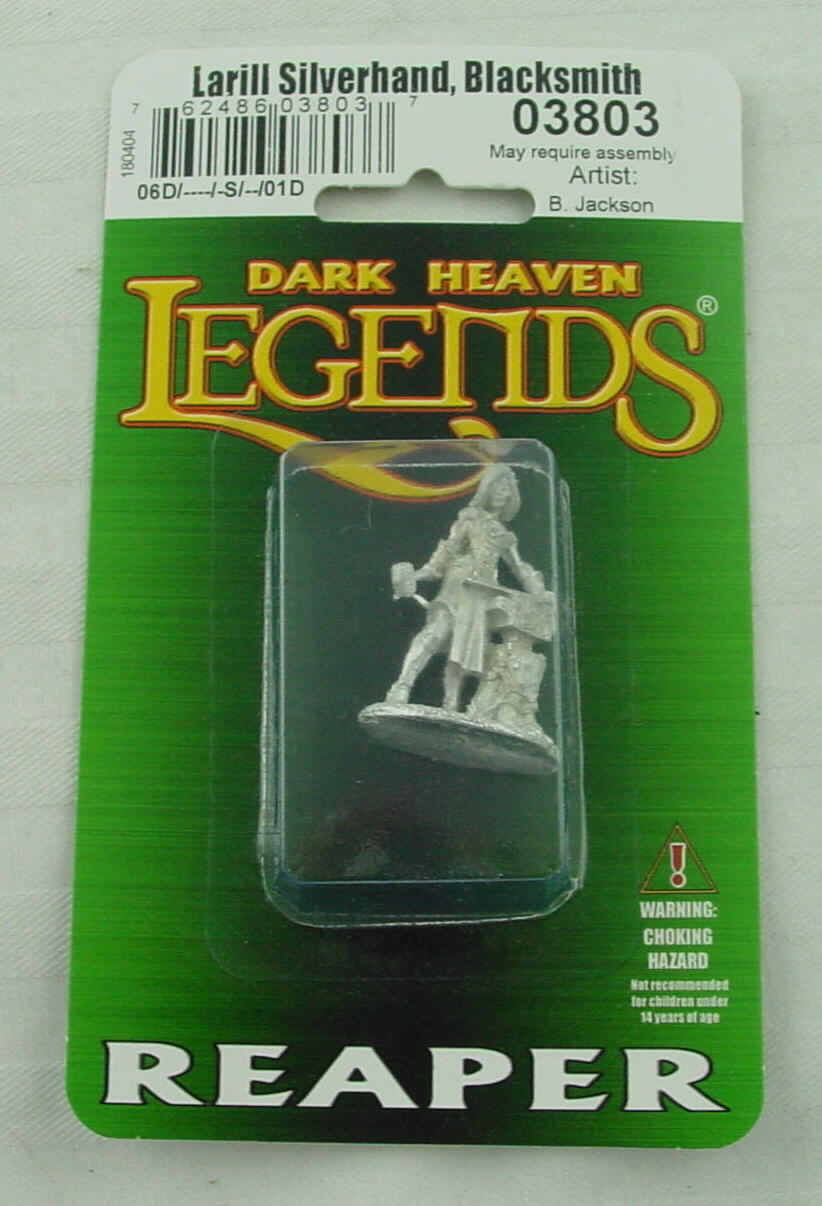 Larill Silverhand, Blacksmith
7 62486 03803 7
03803
180404
May require assembly
Artist:
06D/----/-S/--/01D
B. Jackson
DARK HEAVEN
LEGENDS®
WARNING:
CHOKING
HAZARD
Not recommended
for children under
14 years of age
REAPER